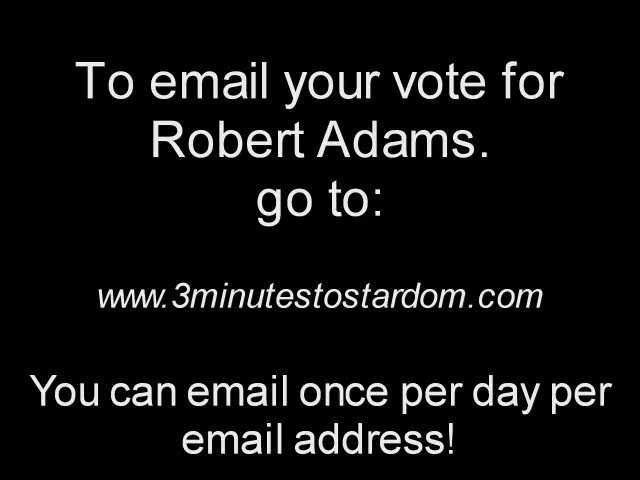 To email your vote for
Robert Adams.
go to:
www.3minutestostardom.com
You can email once per day per
email address!